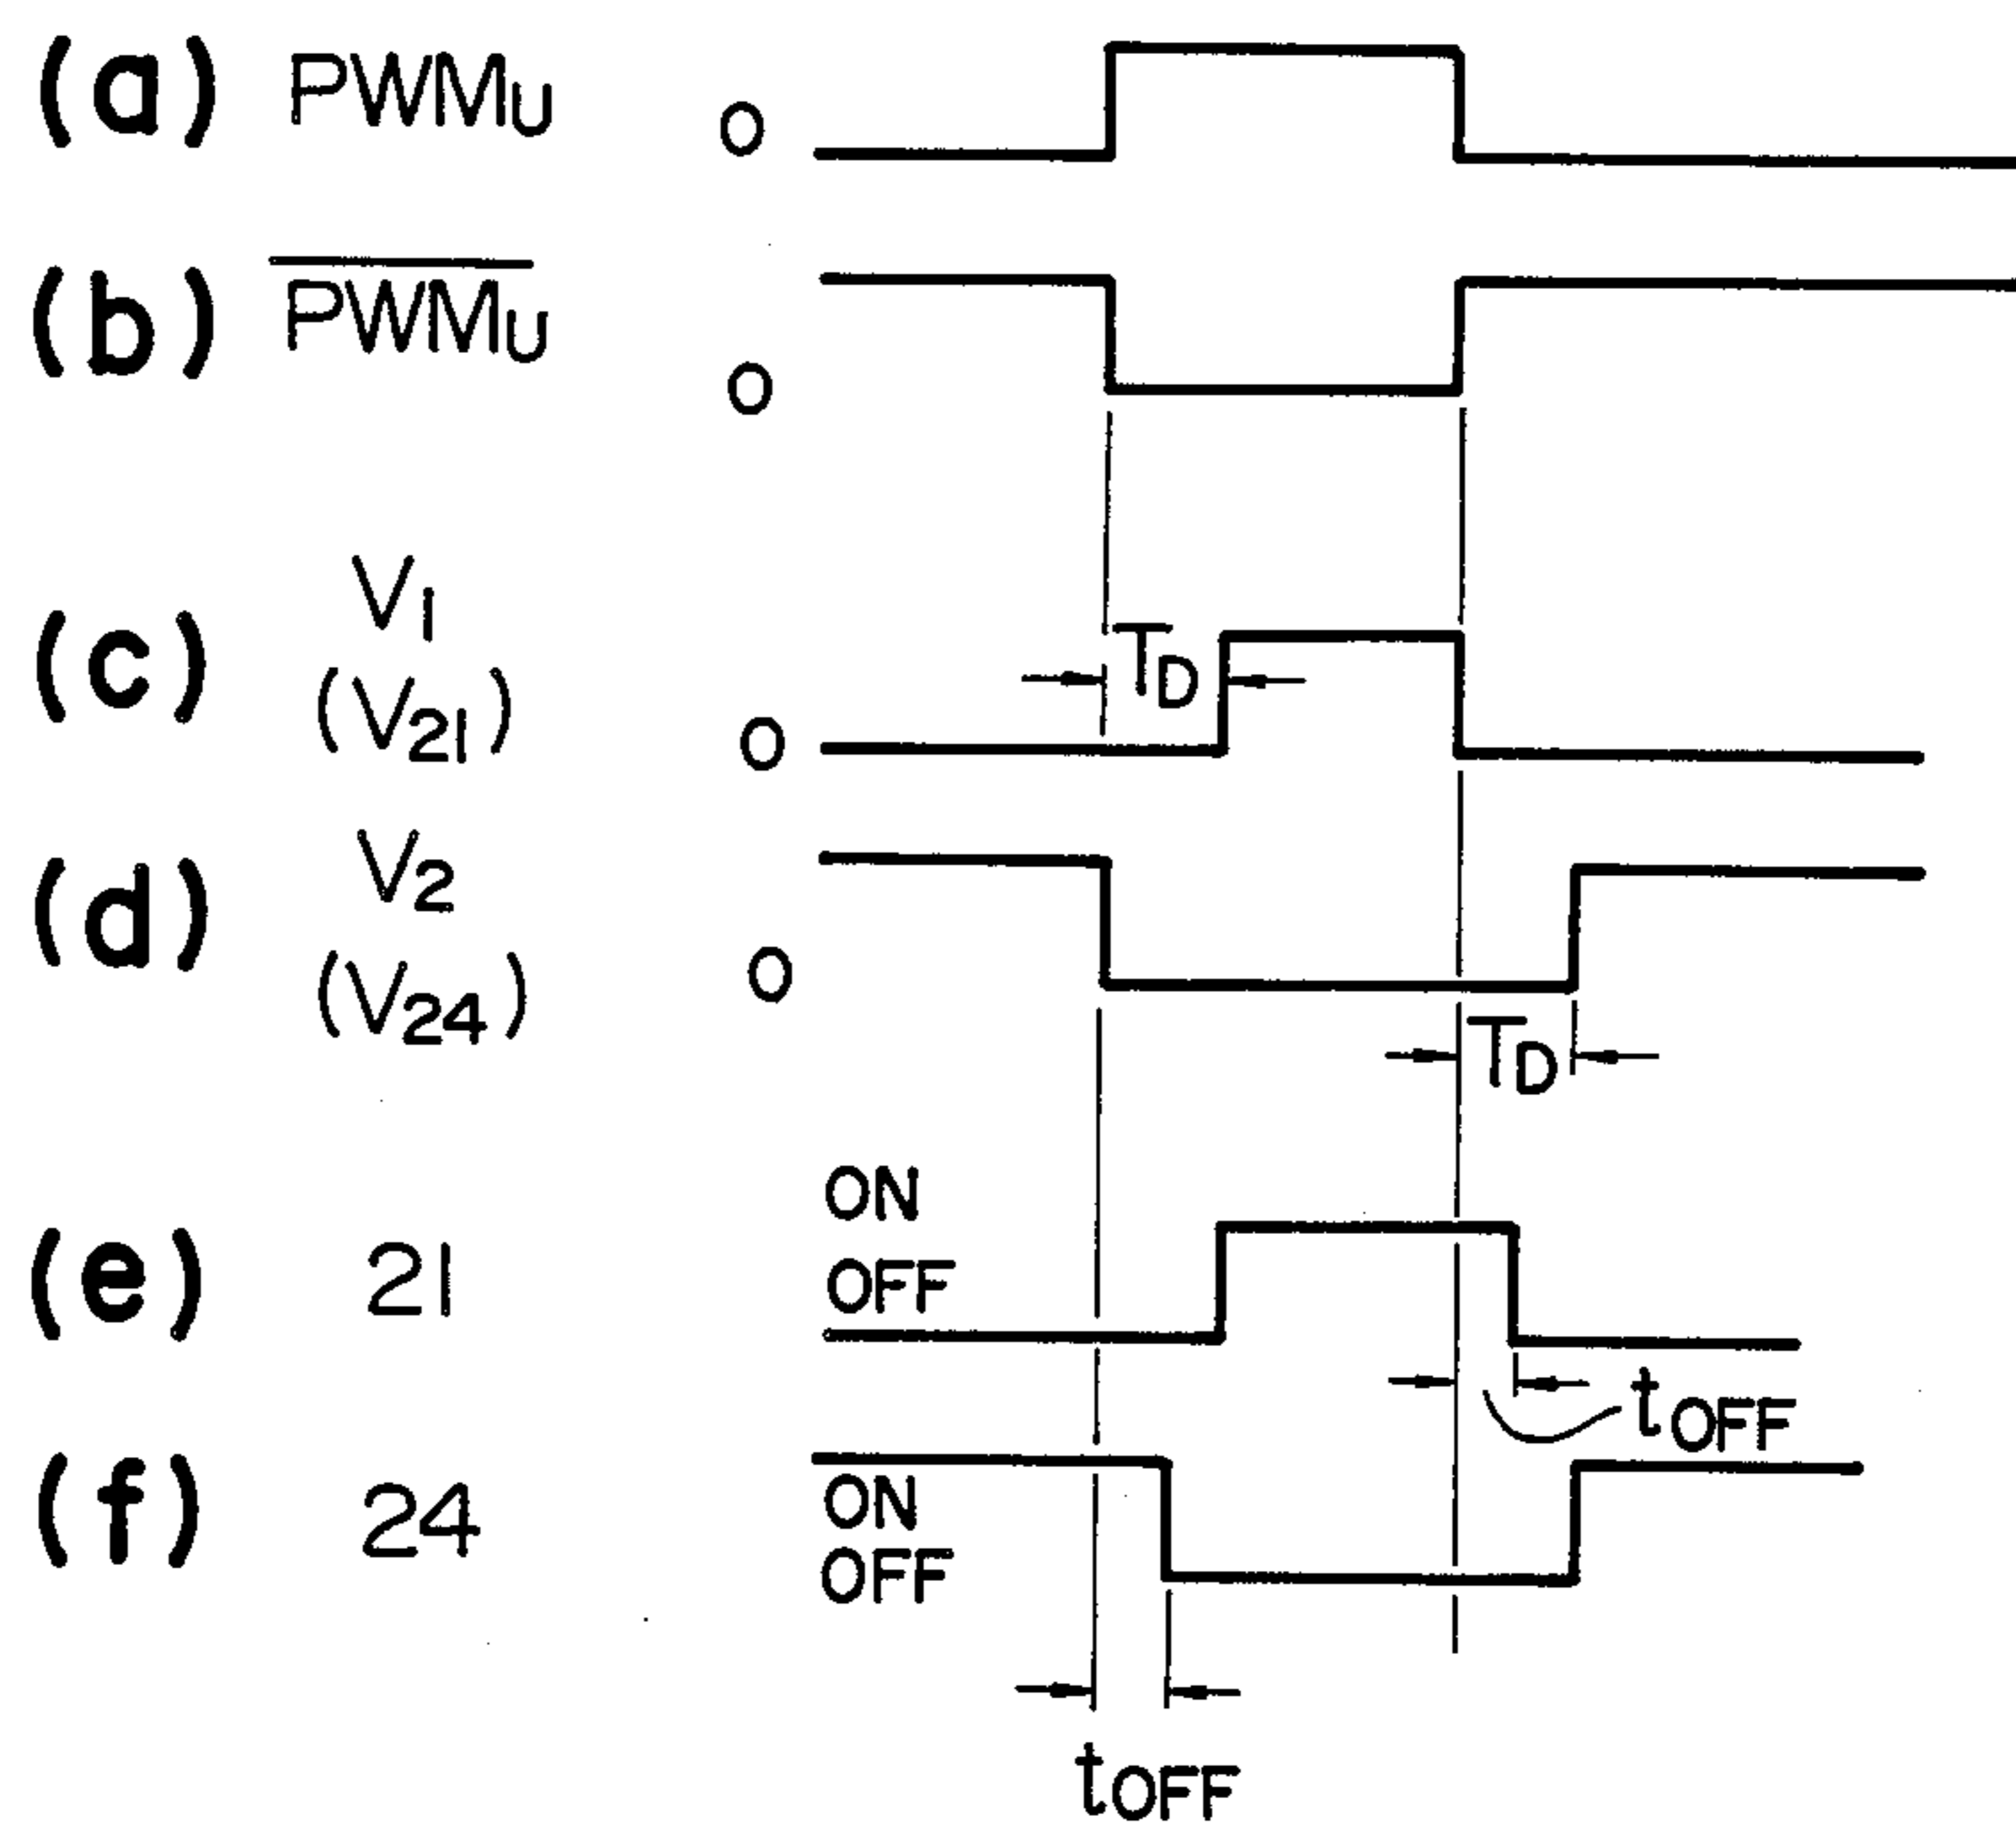 (a) PWMU 0
(b) PWMU 0
(c) V1
(V21) 0
TD
(d) V2
(V24) 0
TD
(e) 21 ON
OFF
tOFF
(f) 24 ON
OFF
tOFF